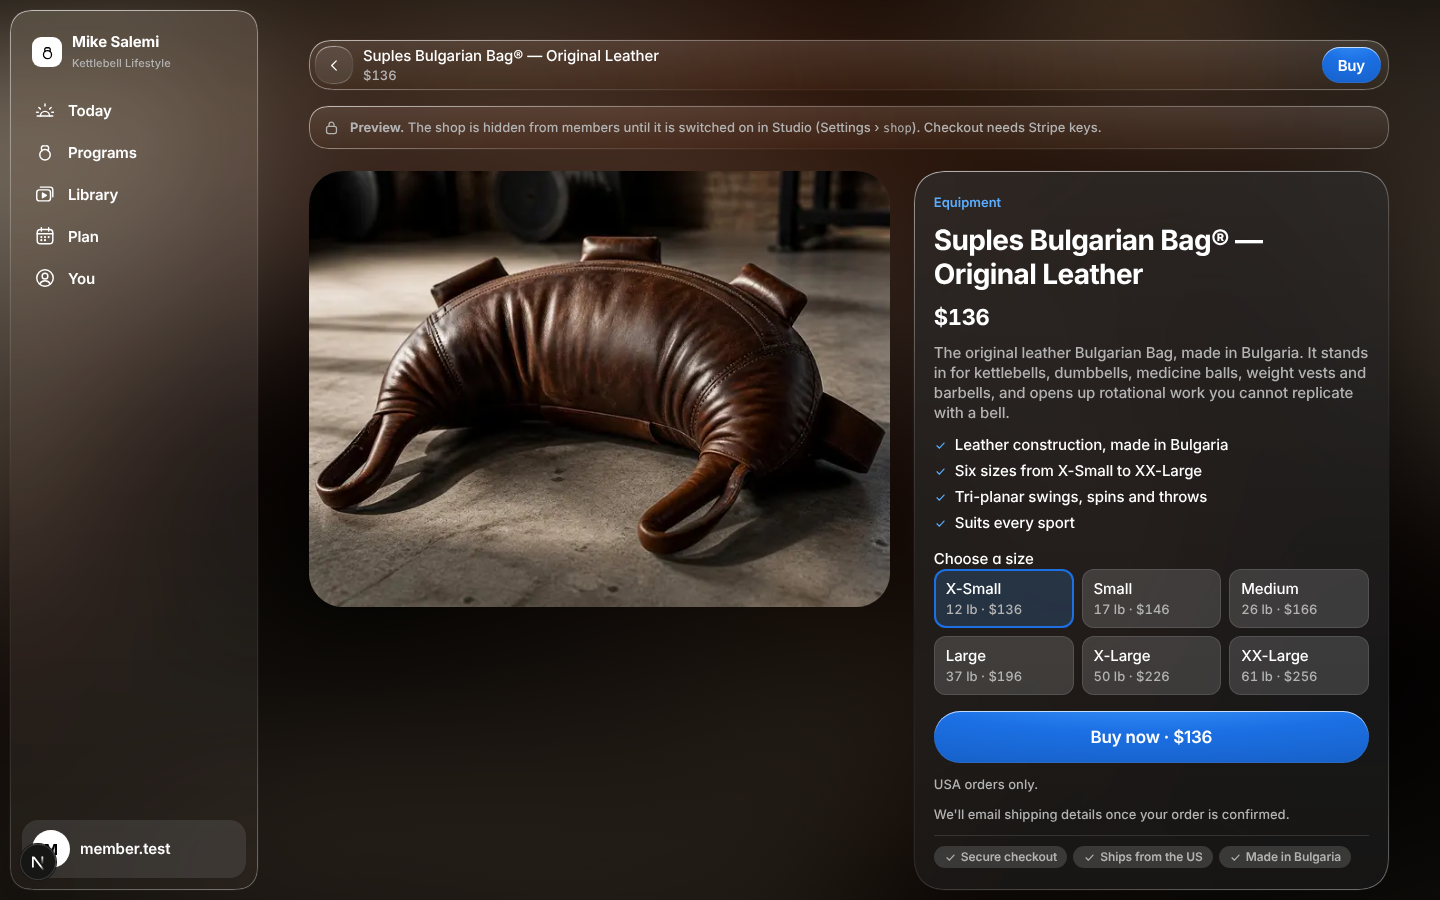 Mike Salemi
Kettlebell Lifestyle
Today
Programs
Library
Plan
You
member.test
Suples Bulgarian Bag® — Original Leather
$136
Buy
Preview. The shop is hidden from members until it is switched on in Studio (Settings › shop). Checkout needs Stripe keys.
Equipment
Suples Bulgarian Bag® —
Original Leather
$136
The original leather Bulgarian Bag, made in Bulgaria. It stands
in for kettlebells, dumbbells, medicine balls, weight vests and
barbells, and opens up rotational work you cannot replicate
with a bell.
Leather construction, made in Bulgaria
Six sizes from X-Small to XX-Large
Tri-planar swings, spins and throws
Suits every sport
Choose a size
X-Small
12 lb · $136
Small
17 lb · $146
Medium
26 lb · $166
Large
37 lb · $196
X-Large
50 lb · $226
XX-Large
61 lb · $256
Buy now · $136
USA orders only.
We'll email shipping details once your order is confirmed.
Secure checkout
Ships from the US
Made in Bulgaria